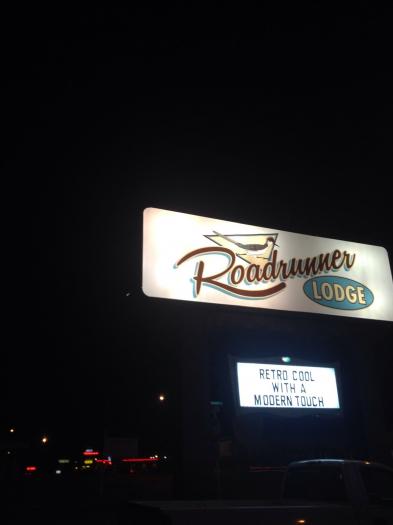 Roadrunner
LODGE
RETRO COOL
WITH A
MODERN TOUCH